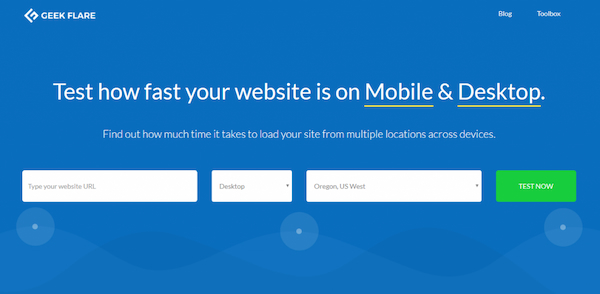 GEEK FLARE
Blog
Toolbox
Test how fast your website is on Mobile & Desktop.
Find out how much time it takes to load your site from multiple locations across devices.
Type your website URL
Desktop
Oregon, US West
TEST NOW